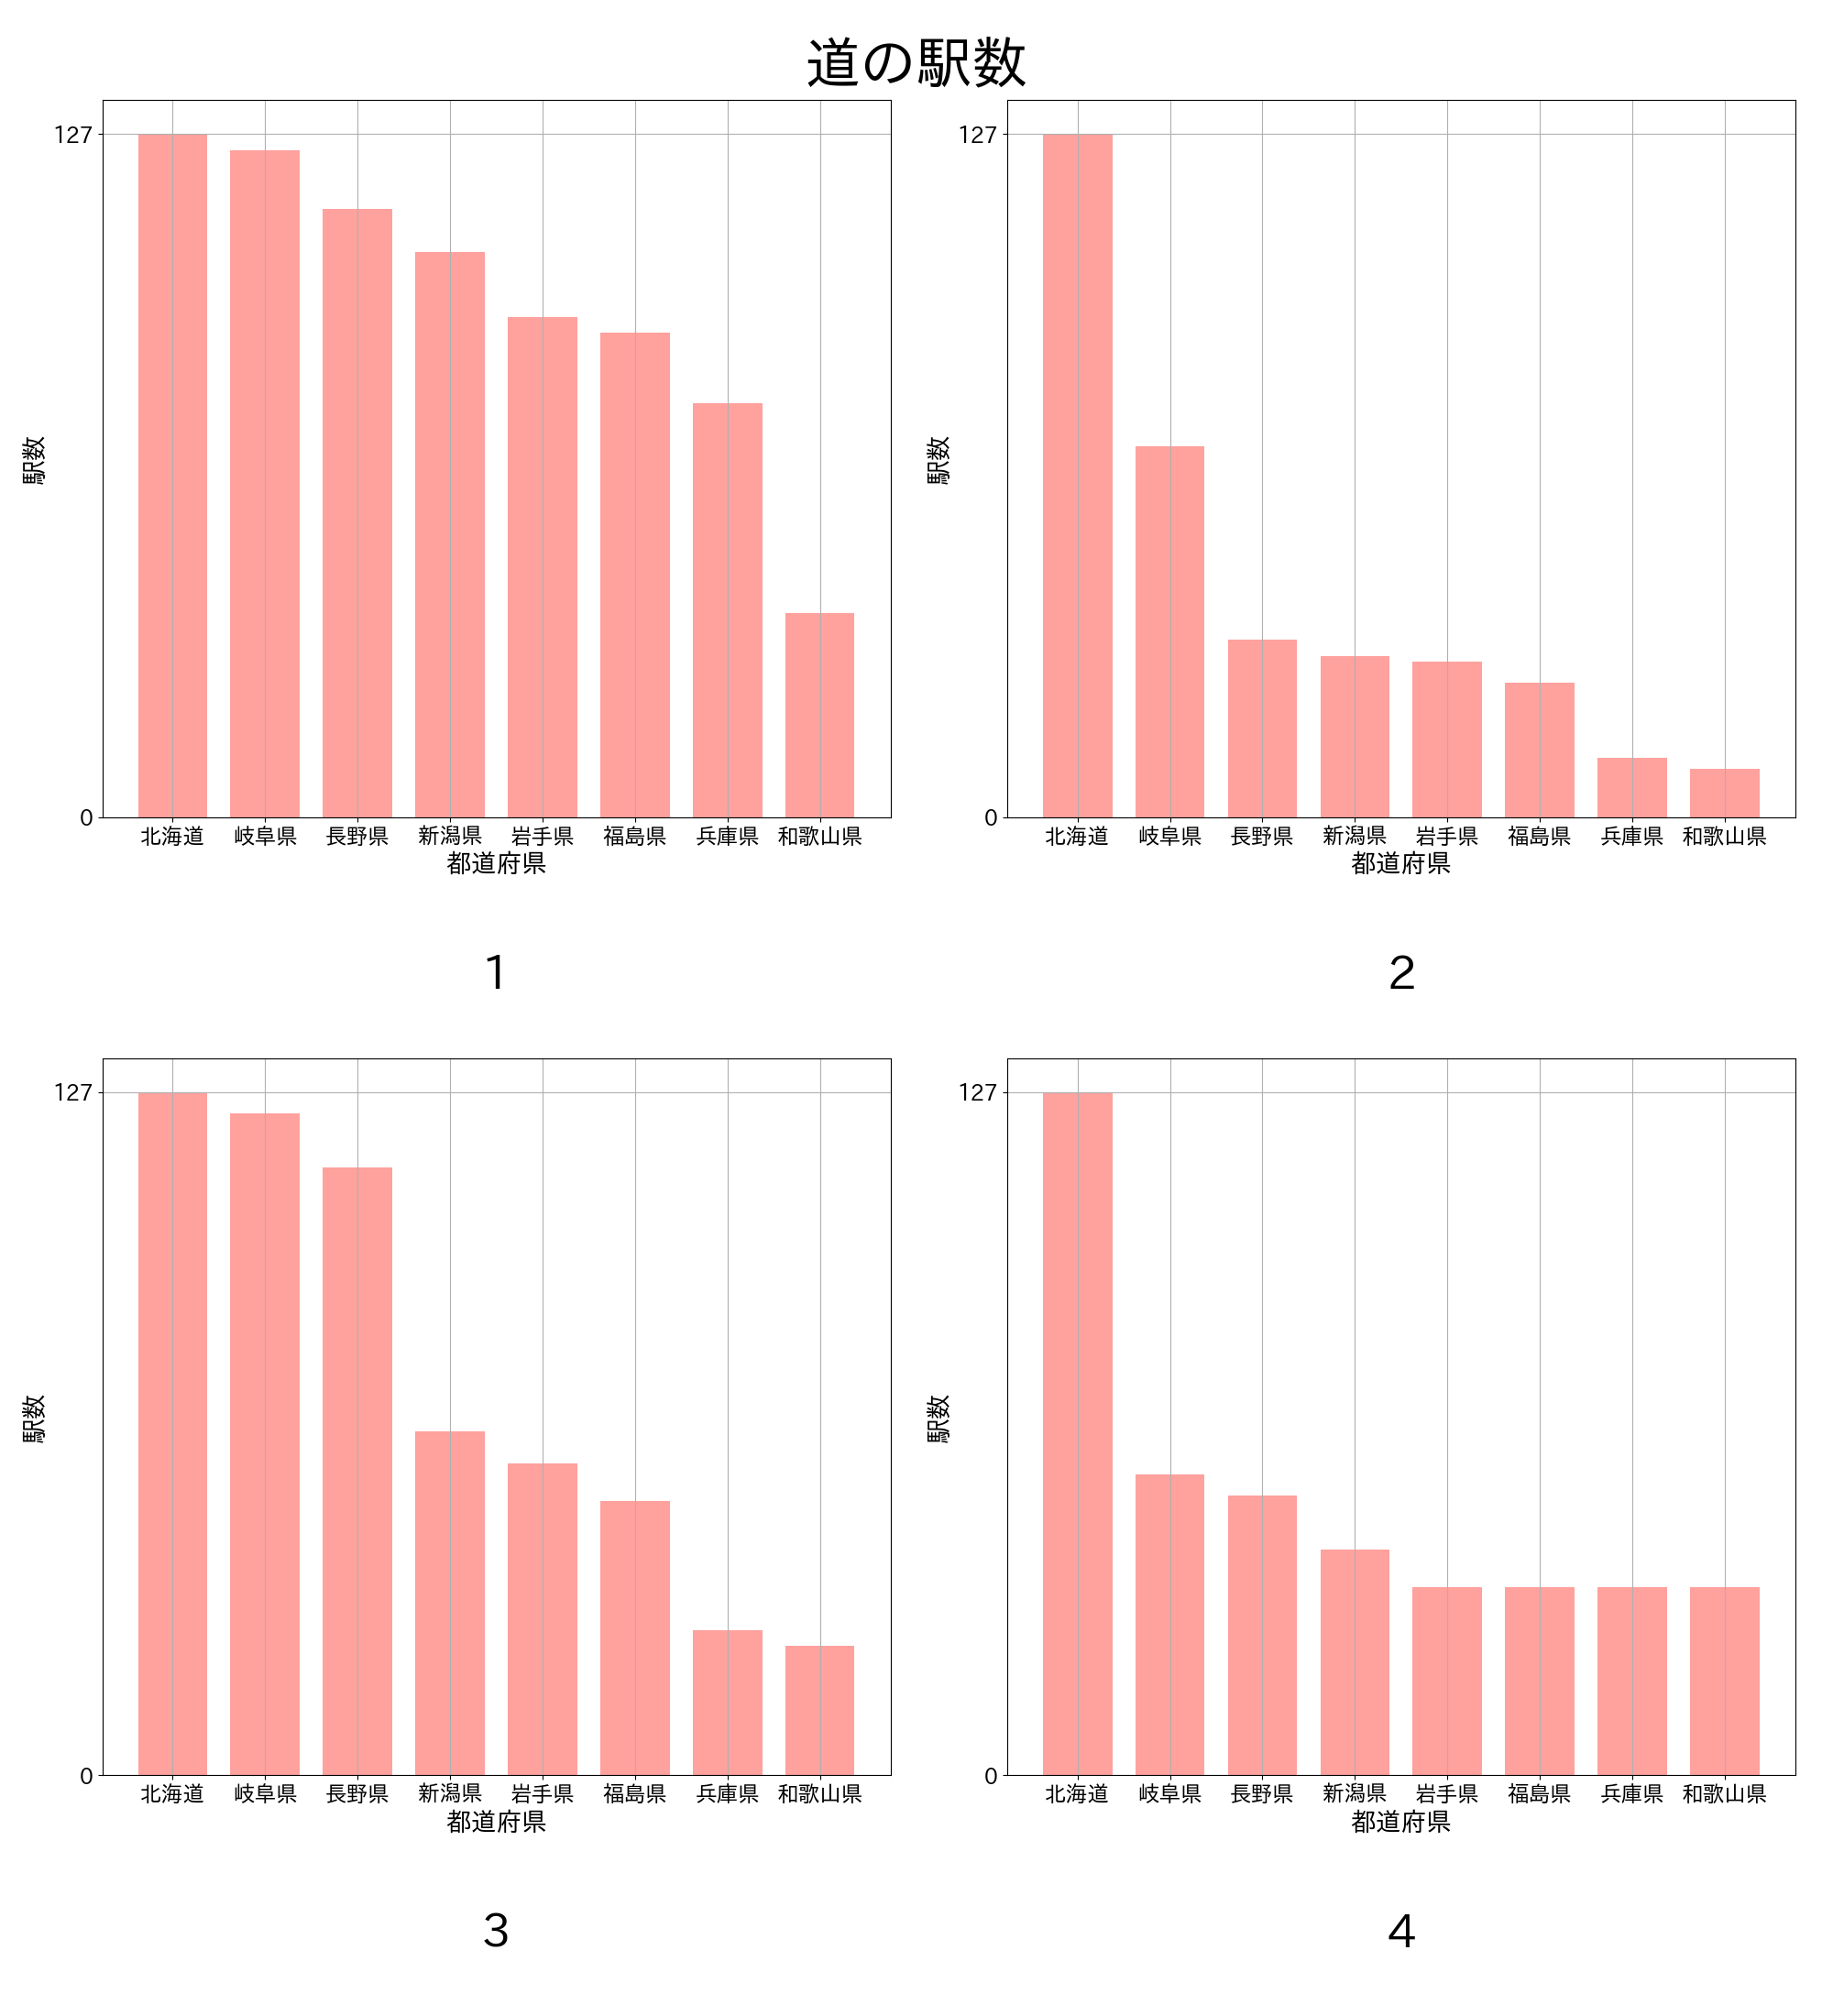 道の駅数
127
0
駅数
北海道 岐阜県 長野県 新潟県 岩手県 福島県 兵庫県 和歌山県
都道府県
1
127
0
駅数
北海道 岐阜県 長野県 新潟県 岩手県 福島県 兵庫県 和歌山県
都道府県
2
127
0
駅数
北海道 岐阜県 長野県 新潟県 岩手県 福島県 兵庫県 和歌山県
都道府県
3
127
0
駅数
北海道 岐阜県 長野県 新潟県 岩手県 福島県 兵庫県 和歌山県
都道府県
4